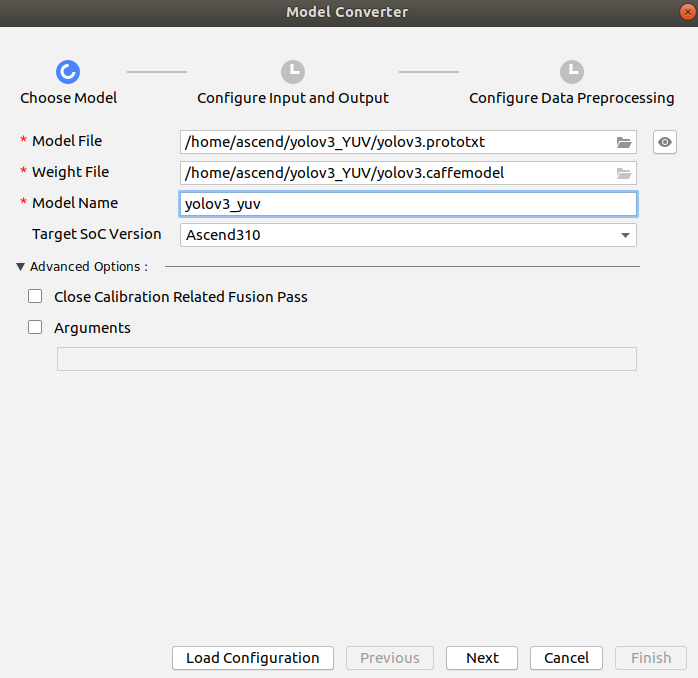 Model Converter
Choose Model
Configure Input and Output
Configure Data Preprocessing
* Model File /home/ascend/yolov3_YUV/yolov3.prototxt
* Weight File /home/ascend/yolov3_YUV/yolov3.caffemodel
* Model Name yolov3_yuv
Target SoC Version Ascend310
Advanced Options :
Close Calibration Related Fusion Pass
Arguments
Load Configuration Previous Next Cancel Finish